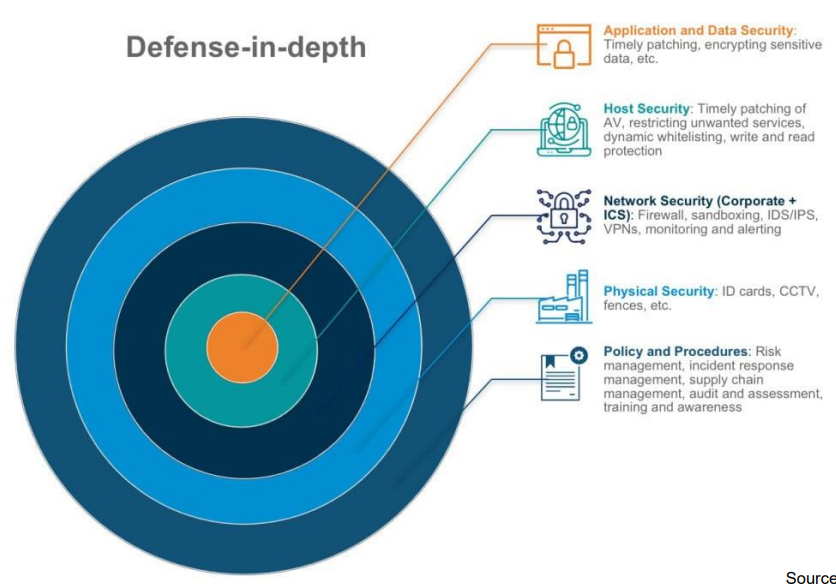 Defense-in-depth
Application and Data Security:
Timely patching, encrypting sensitive
data, etc.
Host Security: Timely patching of
AV, restricting unwanted services,
dynamic whitelisting, write and read
protection
Network Security (Corporate +
ICS): Firewall, sandboxing, IDS/IPS,
VPNs, monitoring and alerting
Physical Security: ID cards, CCTV,
fences, etc.
Policy and Procedures: Risk
management, incident response
management, supply chain
management, audit and assessment,
training and awareness
Source